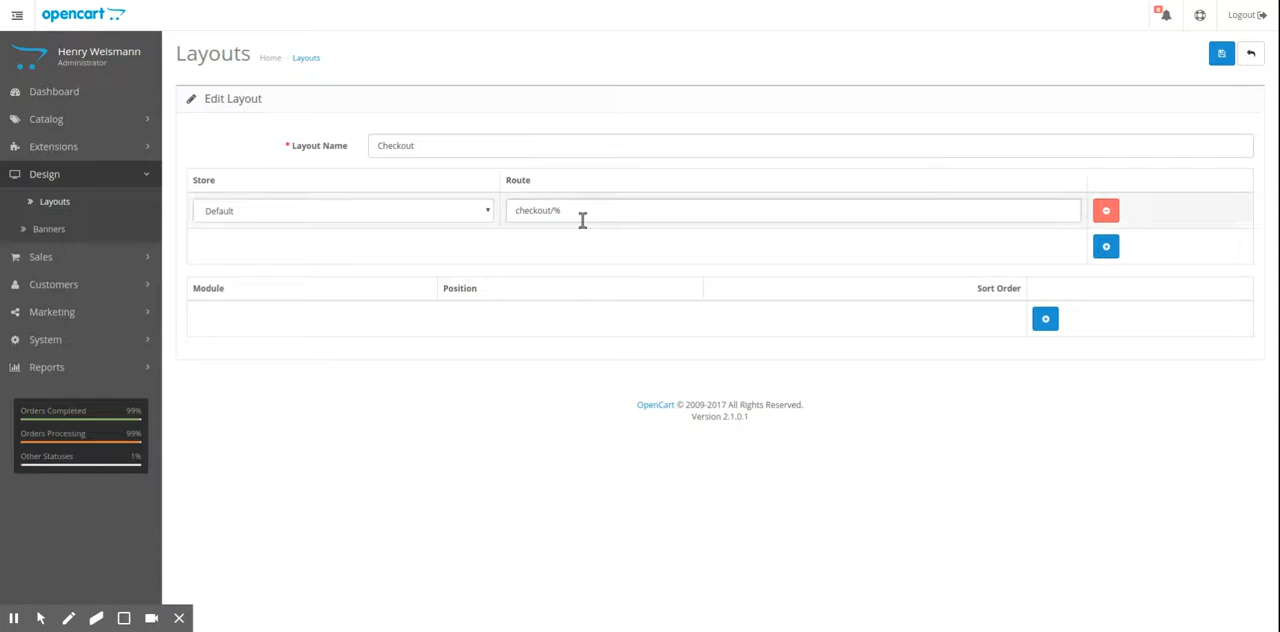 opencart
Logout
Henry Weismann
Administrator
Layouts
Home
Layouts
Dashboard
Catalog
Extensions
Design
Layouts
Banners
Sales
Customers
Marketing
System
Reports
Orders Completed 99%
Orders Processing 99%
Other Statuses 1%
Edit Layout
* Layout Name Checkout
Store Route
Default checkout/%
Module Position Sort Order
OpenCart © 2009-2017 All Rights Reserved.
Version 2.1.0.1